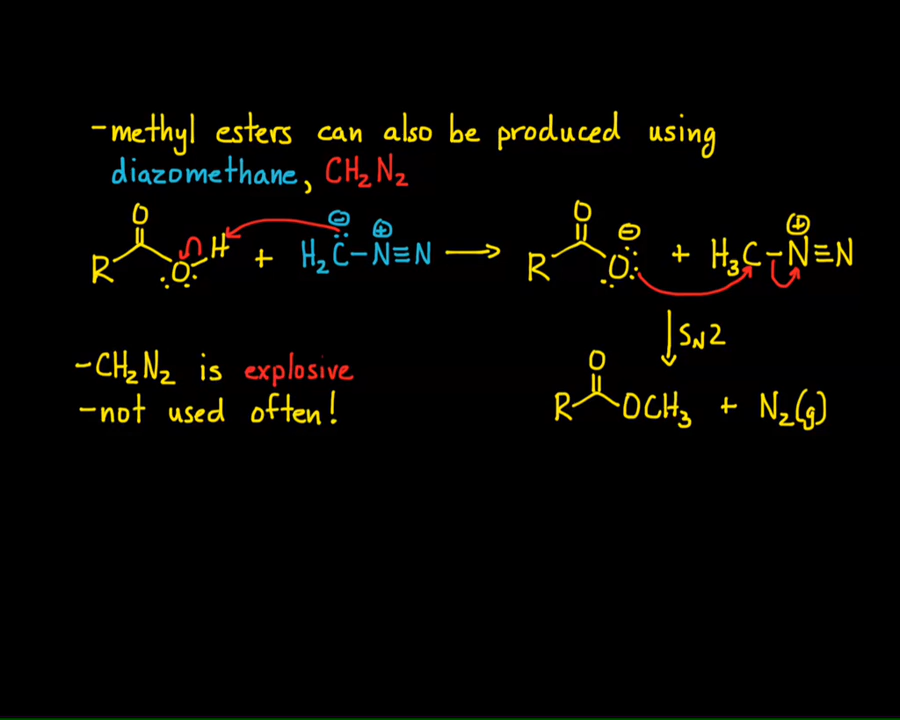 -methyl esters can also be produced using
diazomethane, CH₂N₂
R O O H + H₂C⊖-N⊕≡N → R O O⊖ + H₃C-N⊕≡N
↓ SN2
-CH₂N₂ is explosive
-not used often!
R O OCH₃ + N₂(g)